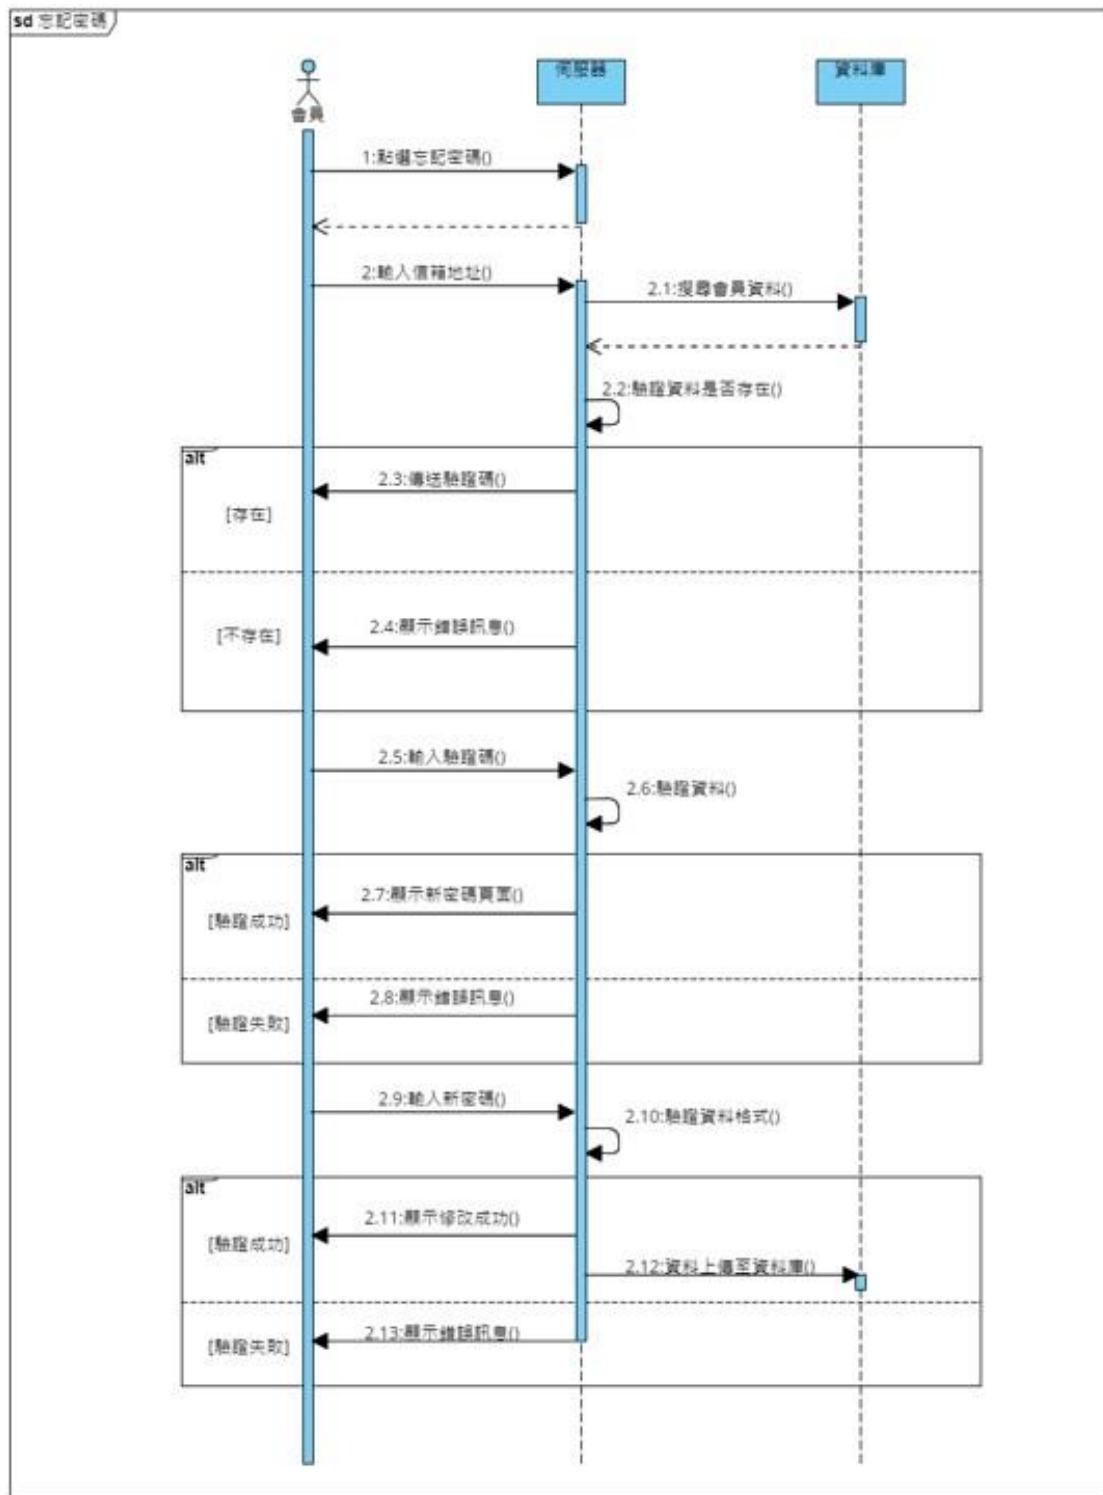 sd 忘記密碼
會員
伺服器
資料庫
1:點選忘記密碼()
2:輸入信箱地址()
2.1:搜尋會員資料()
2.2:驗證資料是否存在()
alt
2.3:傳送驗證碼()
[存在]
2.4:顯示錯誤訊息()
[不存在]
2.5:輸入驗證碼()
2.6:驗證資料()
alt
2.7:顯示新密碼頁面()
[驗證成功]
2.8:顯示錯誤訊息()
[驗證失敗]
2.9:輸入新密碼()
2.10:驗證資料格式()
alt
2.11:顯示修改成功()
[驗證成功]
2.12:資料上傳至資料庫()
2.13:顯示錯誤訊息()
[驗證失敗]